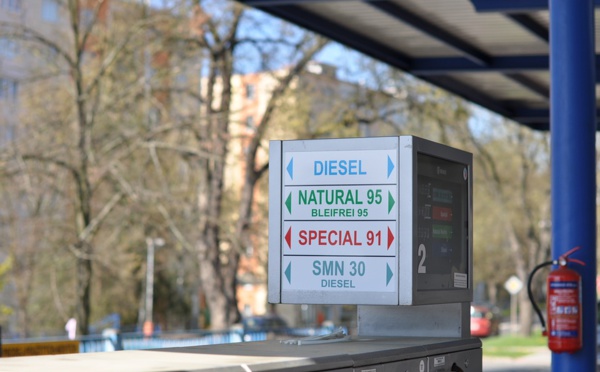 DIESEL
NATURAL 95
BLEIFREI 95
SPECIAL 91
SMN 30
DIESEL
2